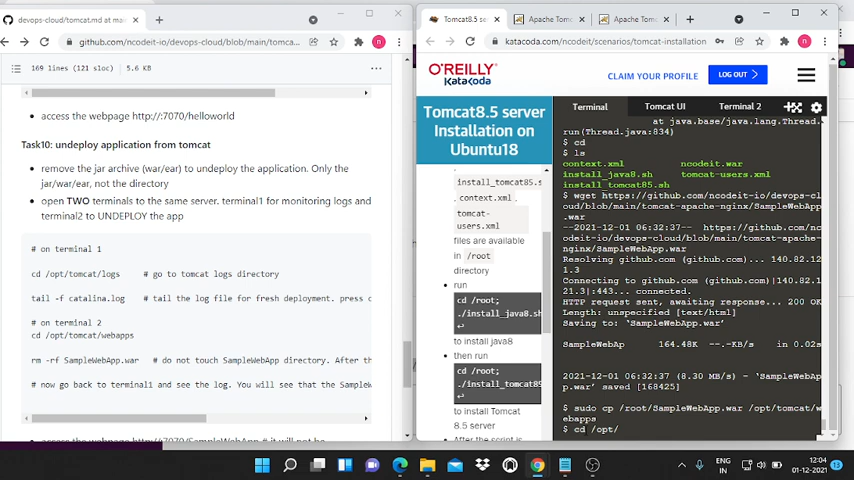 devops-cloud/tomcat.md at mai
github.com/ncodeit-io/devops-cloud/blob/main/tomca...
n
169 lines (121 sloc)
5.6 KB
access the webpage http://:7070/helloworld
Task10: undeploy application from tomcat
remove the jar archive (war/ear) to undeploy the application. Only the
jar/war/ear, not the directory
open TWO terminals to the same server. terminal1 for monitoring logs and
terminal2 to UNDEPLOY the app
# on terminal 1
cd /opt/tomcat/logs # go to tomcat logs directory
tail -f catalina.log # tail the log file for fresh deployment. press c
# on terminal 2
cd /opt/tomcat/webapps
rm -rf SampleWebApp.war # do not touch SampleWebApp directory. After th
# now go back to terminal1 and see the log. You will see that the SampleW
access the webpage http://:7070/SampleWebApp # it will not be
Tomcat8.5 se
Apache Tomc
Apache Tomc
katacoda.com/ncodeit/scenarios/tomcat-installation
n
O'REILLY
Katacoda
CLAIM YOUR PROFILE
LOG OUT
Tomcat8.5 server
Installation on
Ubuntu18
install_tomcat85.s
context.xml
tomcat-
users.xml
files are available
in /root
directory
run
cd /root;
./install_java8.s
to install java8
then run
cd /root;
./install_tomcat85
to install Tomcat
8.5 server
After the script is
Terminal
Tomcat UI
Terminal 2
at java.base/java.lang.Thread.
run(Thread.java:834)
$ cd
$ ls
context.xml ncodeit.war
install_java8.sh tomcat-users.xml
install_tomcat85.sh
$ wget https://github.com/ncodeit-io/devops-cl
oud/blob/main/tomcat-apache-nginx/SampleWebApp
.war
--2021-12-01 06:32:37-- https://github.com/nc
odeit-io/devops-cloud/blob/main/tomcat-apache-
nginx/SampleWebApp.war
Resolving github.com (github.com)... 140.82.12
1.3
Connecting to github.com (github.com)|140.82.1
21.3|:443... connected.
HTTP request sent, awaiting response... 200 OK
Length: unspecified [text/html]
Saving to: ‘SampleWebApp.war’
SampleWebAp 164.48K --.-KB/s in 0.02s
2021-12-01 06:32:37 (8.30 MB/s) - ‘SampleWebAp
p.war’ saved [168425]
$ sudo cp /root/SampleWebApp.war /opt/tomcat/w
ebapps
$ cd /opt/
ENG
IN
12:04
01-12-2021
13